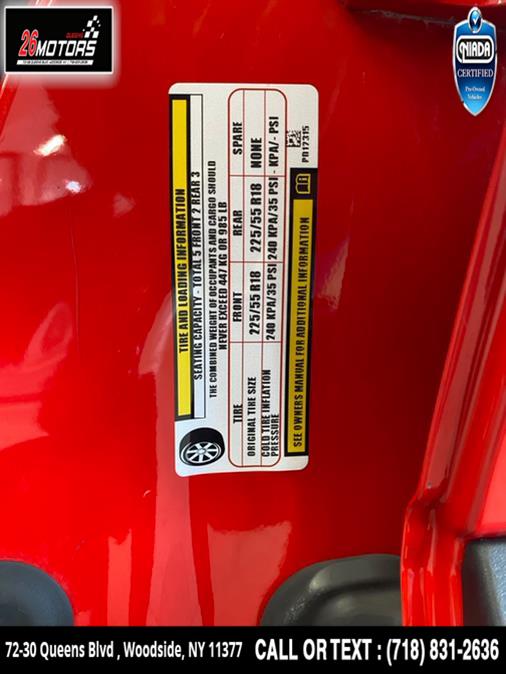 QUEENS
26MOTORS
NIADA
CERTIFIED
Pre-Owned
Vehicles
TIRE AND LOADING INFORMATION
SEATING CAPACITY - TOTAL 5 FRONT 2 REAR 3
THE COMBINED WEIGHT OF OCCUPANTS AND CARGO SHOULD
NEVER EXCEED 447 KG OR 985 LB
TIRE FRONT REAR SPARE
ORIGINAL TIRE SIZE 225/55 R18 225/55 R18 NONE
COLD TIRE INFLATION
PRESSURE 240 KPA/35 PSI 240 KPA/35 PSI - KPA/- PSI
SEE OWNERS MANUAL FOR ADDITIONAL INFORMATION
PD17315
72-30 Queens Blvd , Woodside, NY 11377 CALL OR TEXT : (718) 831-2636